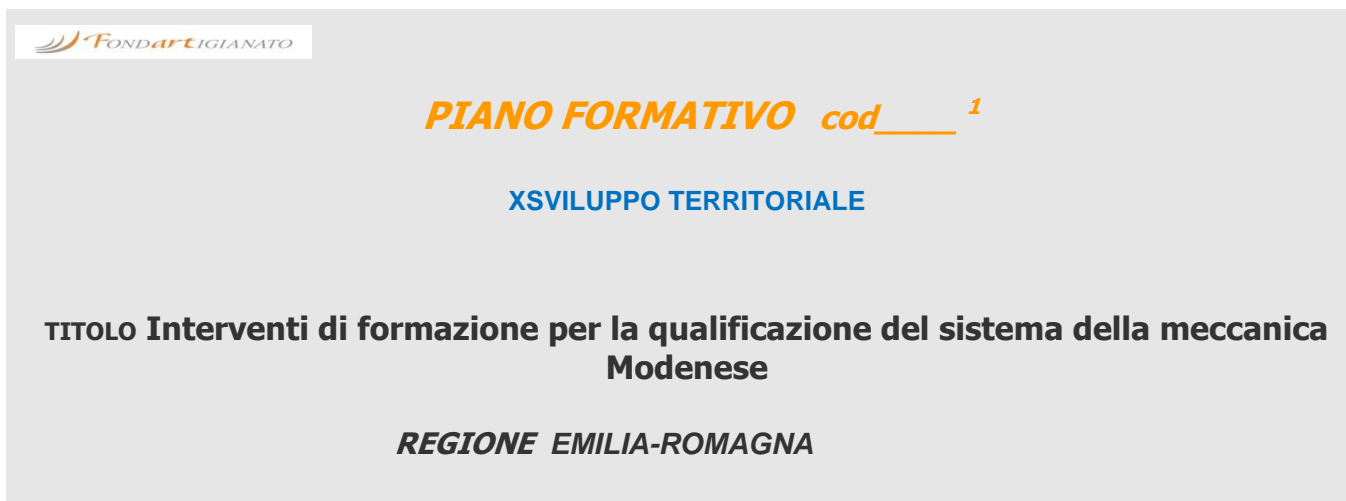 FONDARTIGIANATO
PIANO FORMATIVO cod____ 1
XSVILUPPO TERRITORIALE
TITOLO Interventi di formazione per la qualificazione del sistema della meccanica
Modenese
REGIONE EMILIA-ROMAGNA